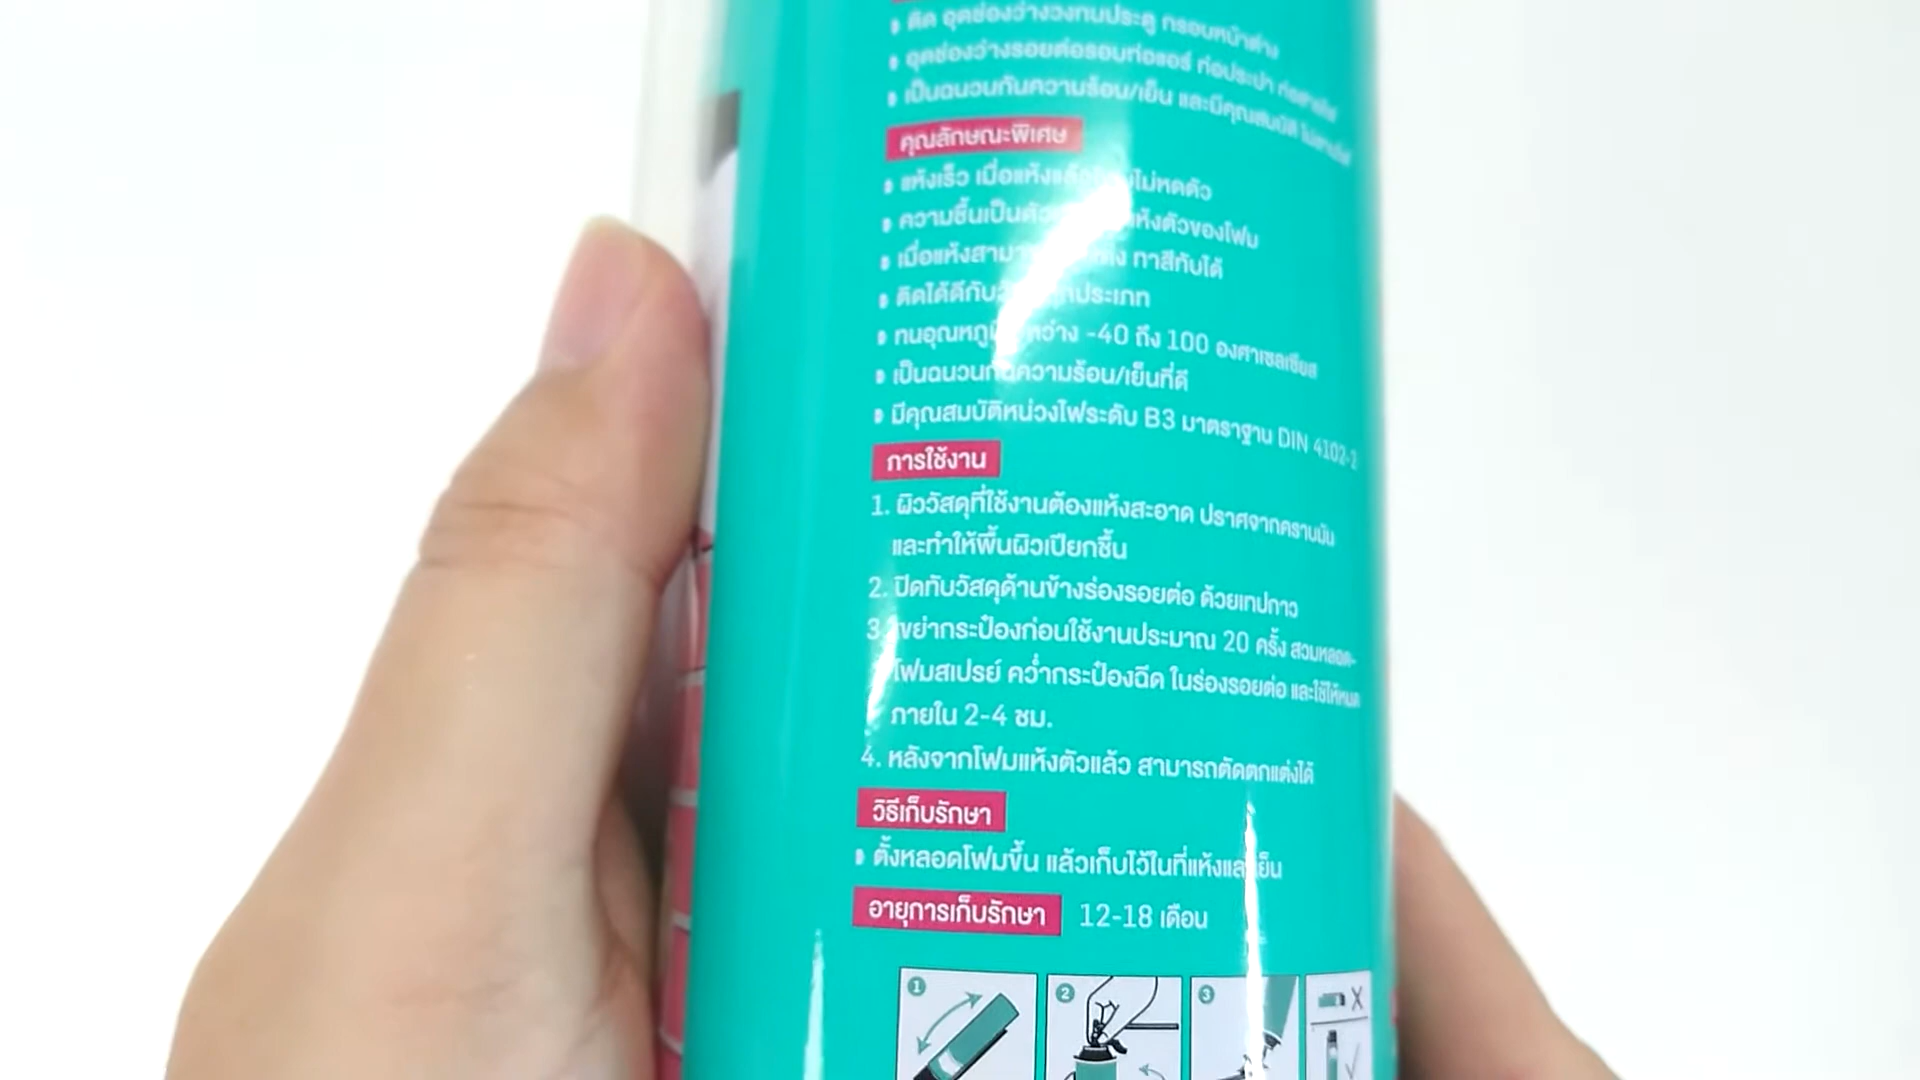 ติด อุดช่องว่างวงกบประตู กรอบหน้าต่าง
อุดช่องว่างรอยต่อรอบท่อแอร์ ท่อประปา
เป็นฉนวนกันความร้อน/เย็น และมีคุณสมบัติ
คุณลักษณะพิเศษ
แห้งเร็ว เมื่อแห้ง ไม่หดตัว
ความชื้นเป็น ของโฟม
เมื่อแห้ง ทาสีทับได้
ติดได้ดีกับ ประเภท
ทนอุณหภูมิ -40 ถึง 100 องศาเซลเซียส
เป็นฉนวนกันความร้อน/เย็นที่ดี
มีคุณสมบัติหน่วงไฟระดับ B3 มาตราฐาน DIN 4102-2
การใช้งาน
1. ผิววัสดุที่ใช้งานต้องแห้งสะอาด ปราศจากคราบมัน
และทำให้พื้นผิวเปียกชื้น
2. ปิดทับวัสดุด้านข้างร่องรอยต่อ ด้วยเทปกาว
3. เขย่ากระป๋องก่อนใช้งานประมาณ 20 ครั้ง สวมหลอด-
โฟมสเปรย์ คว่ำกระป๋องฉีด ในร่องรอยต่อ และใช้ให้หมด
ภายใน 2-4 ชม.
4. หลังจากโฟมแห้งตัวแล้ว สามารถตัดตกแต่งได้
วิธีเก็บรักษา
ตั้งหลอดโฟมขึ้น แล้วเก็บไว้ในที่แห้งและเย็น
อายุการเก็บรักษา 12-18 เดือน
1 2 3